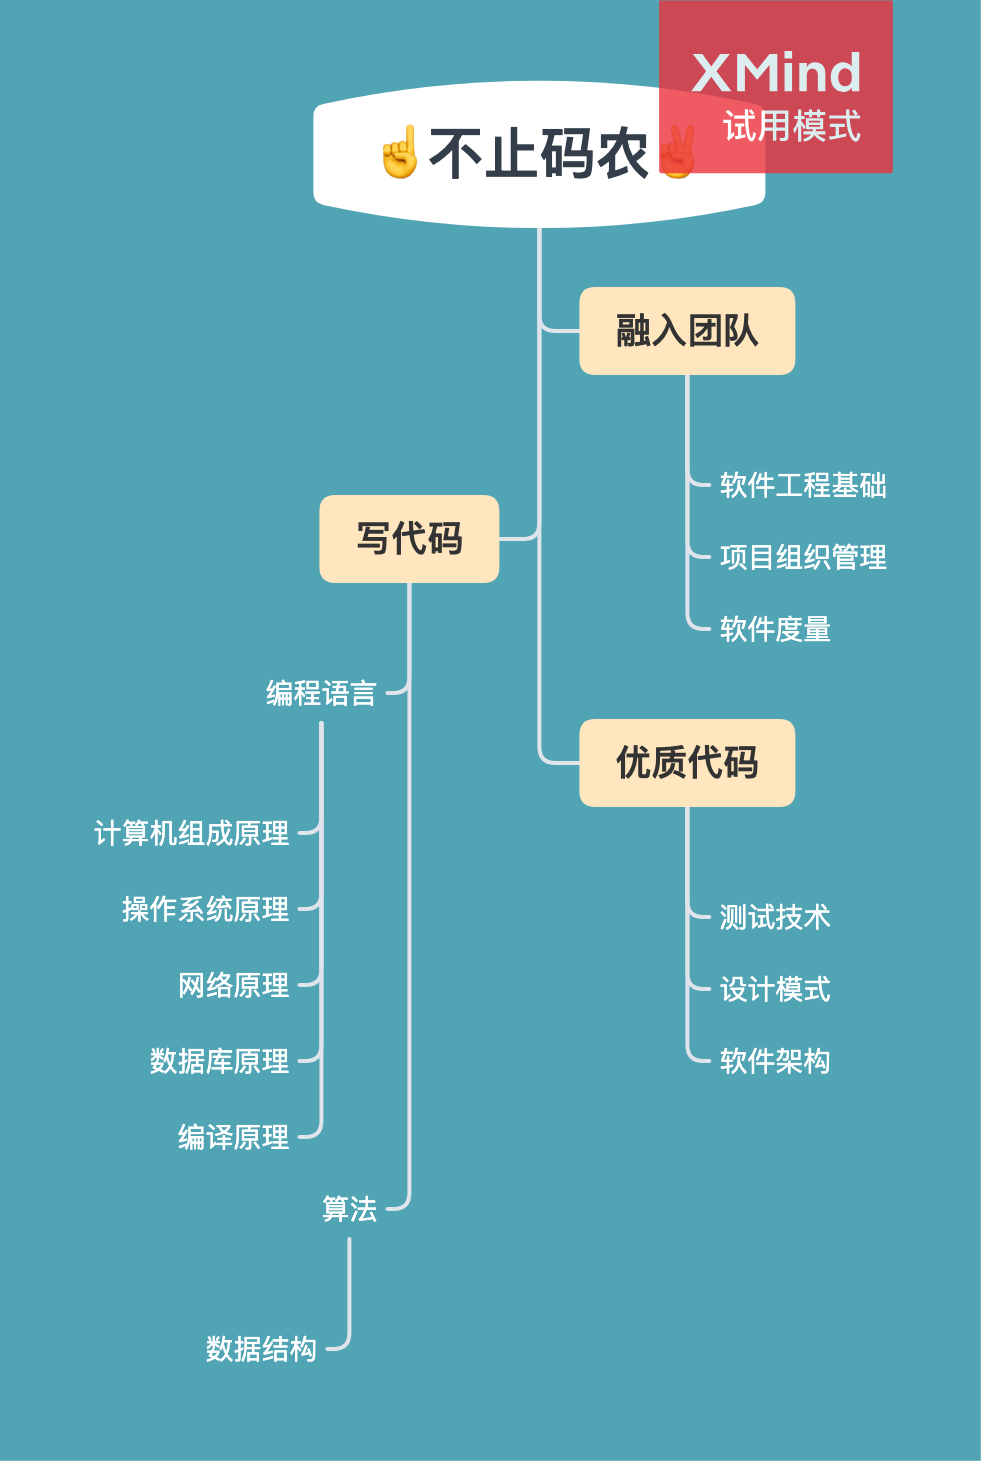 XMind
试用模式
☝不止码农✌
融入团队
软件工程基础
项目组织管理
软件度量
写代码
编程语言
计算机组成原理
操作系统原理
网络原理
数据库原理
编译原理
算法
数据结构
优质代码
测试技术
设计模式
软件架构